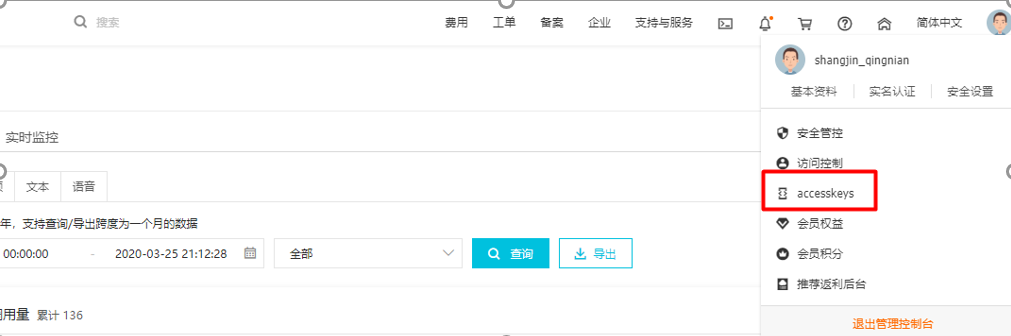 搜索
费用 工单 备案 企业 支持与服务 简体中文
shangjin_qingnian
基本资料 实名认证 安全设置
安全管控
实时监控
访问控制
文本 语音
accesskeys
年，支持查询/导出跨度为一个月的数据
会员权益
00:00:00 - 2020-03-25 21:12:28 全部 查询 导出
会员积分
推荐返利后台
用量 累计 136
退出管理控制台